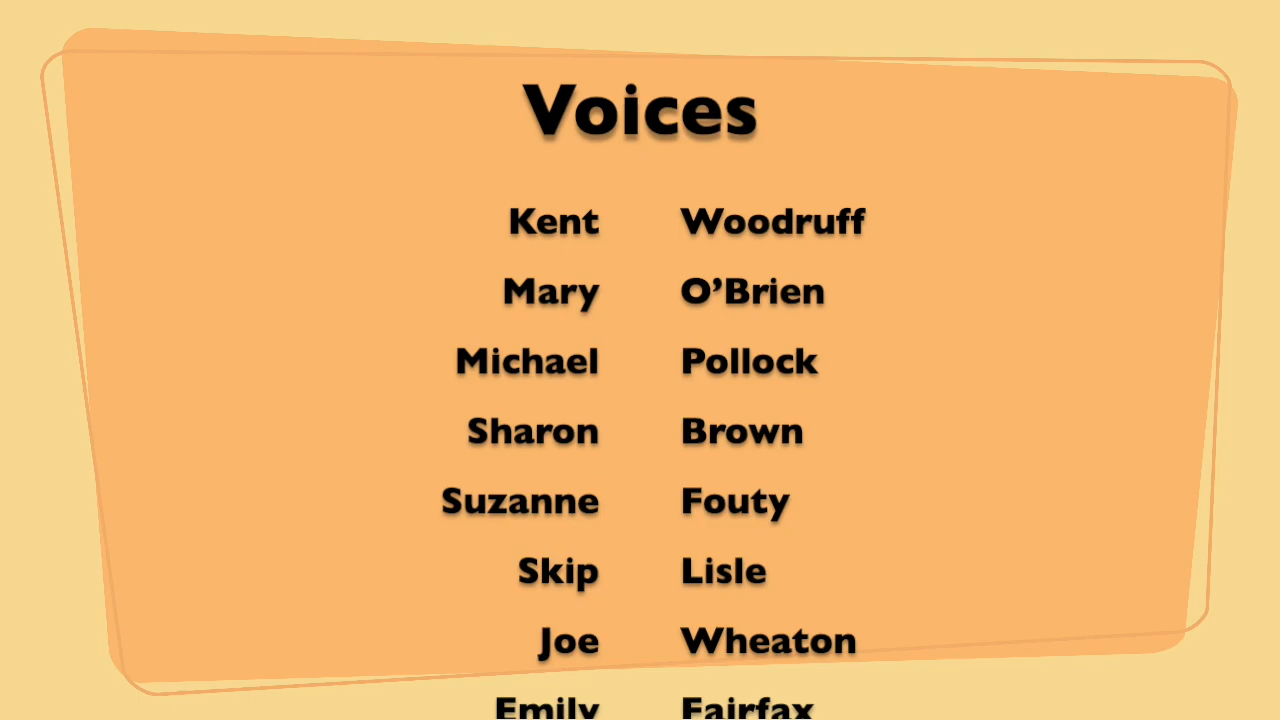 Voices
Kent Woodruff
Mary O’Brien
Michael Pollock
Sharon Brown
Suzanne Fouty
Skip Lisle
Joe Wheaton
Emily Fairfax